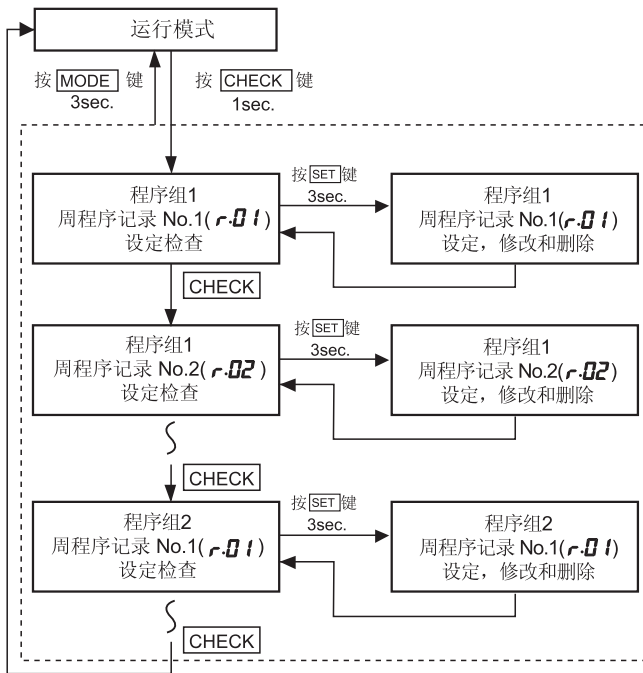 运行模式
按 MODE 键
3sec.
按 CHECK 键
1sec.
程序组1
周程序记录 No.1(r.01)
设定检查
按 SET 键
3sec.
程序组1
周程序记录 No.1(r.01)
设定，修改和删除
CHECK
程序组1
周程序记录 No.2(r.02)
设定检查
按 SET 键
3sec.
程序组1
周程序记录 No.2(r.02)
设定，修改和删除
CHECK
程序组2
周程序记录 No.1(r.01)
设定检查
按 SET 键
3sec.
程序组2
周程序记录 No.1(r.01)
设定，修改和删除
CHECK